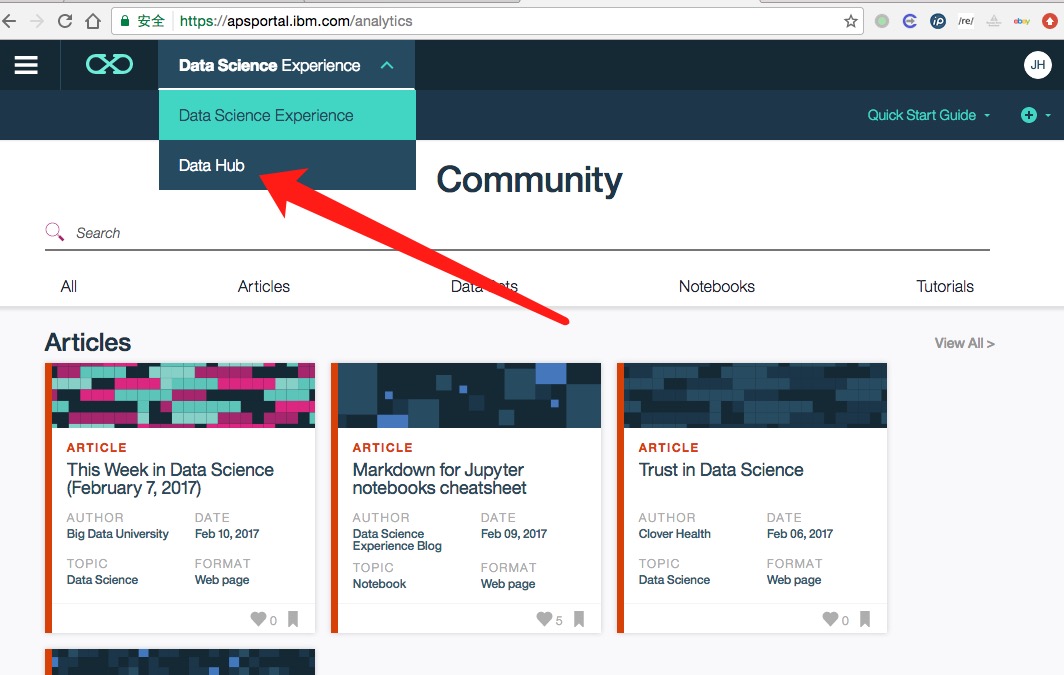 安全
https://apsportal.ibm.com/analytics
iP
/re/
ebay
Data Science Experience
JH
Data Science Experience
Quick Start Guide
Data Hub
Community
Search
All Articles Data Sets Notebooks Tutorials
Articles
View All >
ARTICLE
This Week in Data Science
(February 7, 2017)
AUTHOR DATE
Big Data University Feb 10, 2017
TOPIC FORMAT
Data Science Web page
0
ARTICLE
Markdown for Jupyter
notebooks cheatsheet
AUTHOR DATE
Data Science Feb 09, 2017
Experience Blog
TOPIC FORMAT
Notebook Web page
5
ARTICLE
Trust in Data Science
AUTHOR DATE
Clover Health Feb 06, 2017
TOPIC FORMAT
Data Science Web page
0